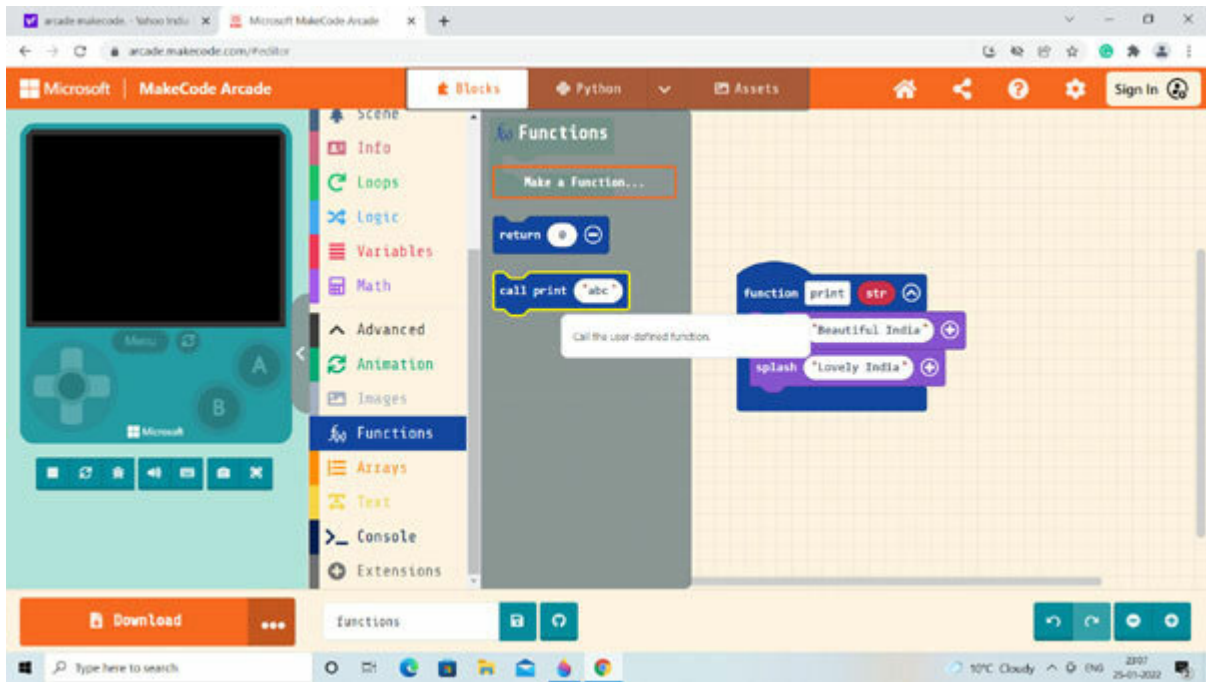 arcade makecode. - Yahoo India
Microsoft MakeCode Arcade
arcade.makecode.com/#editor
Microsoft | MakeCode Arcade
Blocks
Python
Assets
Sign In
Scene
Info
Loops
Logic
Variables
Math
Advanced
Animation
Images
Functions
Arrays
Text
Console
Extensions
Functions
Make a Function...
return 0
call print "abc"
Call the user-defined function.
function print str
"Beautiful India"
splash "Lovely India"
Menu
A
B
Microsoft
Download
functions
Type here to search
10°C Cloudy
ENG
23:07
25-01-2022